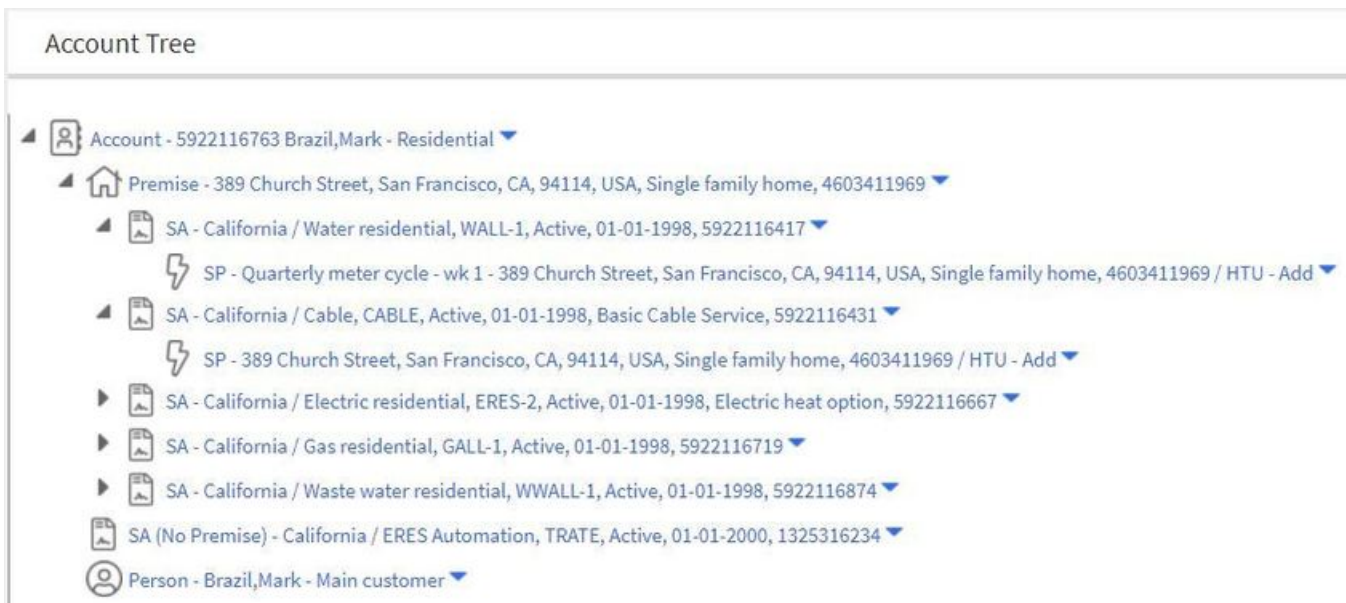 Account Tree
Account - 5922116763 Brazil,Mark - Residential
Premise - 389 Church Street, San Francisco, CA, 94114, USA, Single family home, 4603411969
SA - California / Water residential, WALL-1, Active, 01-01-1998, 5922116417
SP - Quarterly meter cycle - wk 1 - 389 Church Street, San Francisco, CA, 94114, USA, Single family home, 4603411969 / HTU - Add
SA - California / Cable, CABLE, Active, 01-01-1998, Basic Cable Service, 5922116431
SP - 389 Church Street, San Francisco, CA, 94114, USA, Single family home, 4603411969 / HTU - Add
SA - California / Electric residential, ERES-2, Active, 01-01-1998, Electric heat option, 5922116667
SA - California / Gas residential, GALL-1, Active, 01-01-1998, 5922116719
SA - California / Waste water residential, WWALL-1, Active, 01-01-1998, 5922116874
SA (No Premise) - California / ERES Automation, TRATE, Active, 01-01-2000, 1325316234
Person - Brazil,Mark - Main customer